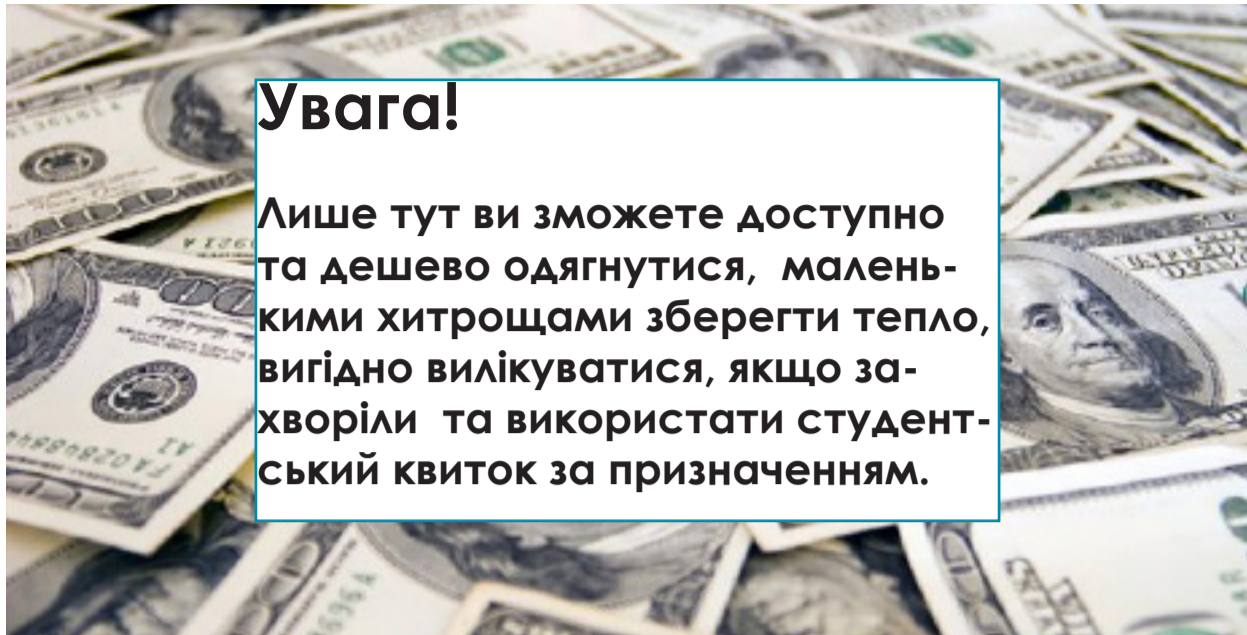 Увага!
Лише тут ви зможете доступно
та дешево одягнутися,  малень-
кими хитрощами зберегти тепло,
вигідно вилікуватися, якщо за-
хворіли  та використати студент-
ський квиток за призначенням.